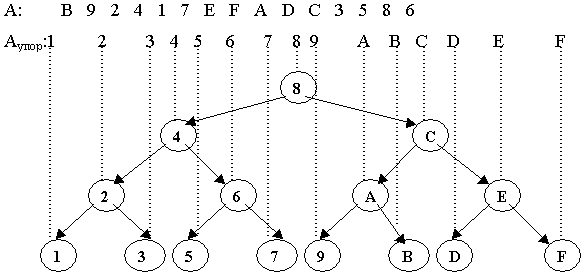 A: B 9 2 4 1 7 E F A D C 3 5 8 6
Aупор:1 2 3 4 5 6 7 8 9 A B C D E F
8
4 C
2 6 A E
1 3 5 7 9 B D F